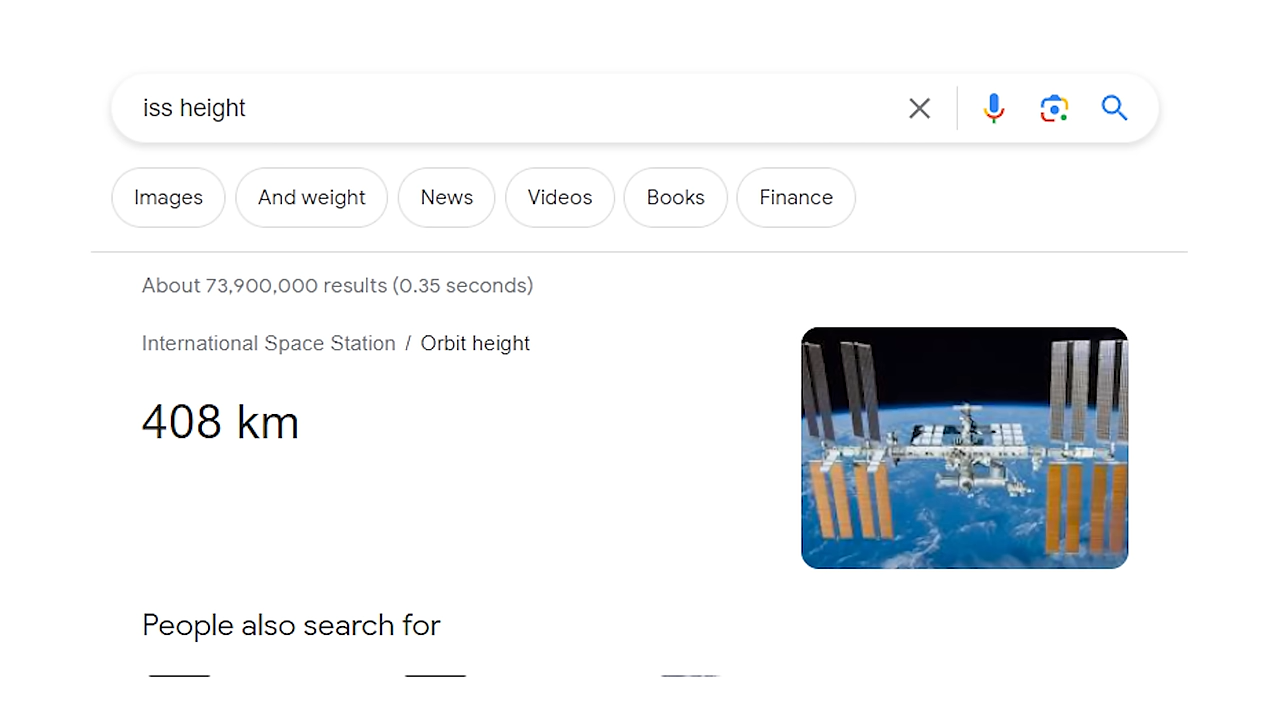 iss height
Images And weight News Videos Books Finance
About 73,900,000 results (0.35 seconds)
International Space Station / Orbit height
408 km
People also search for